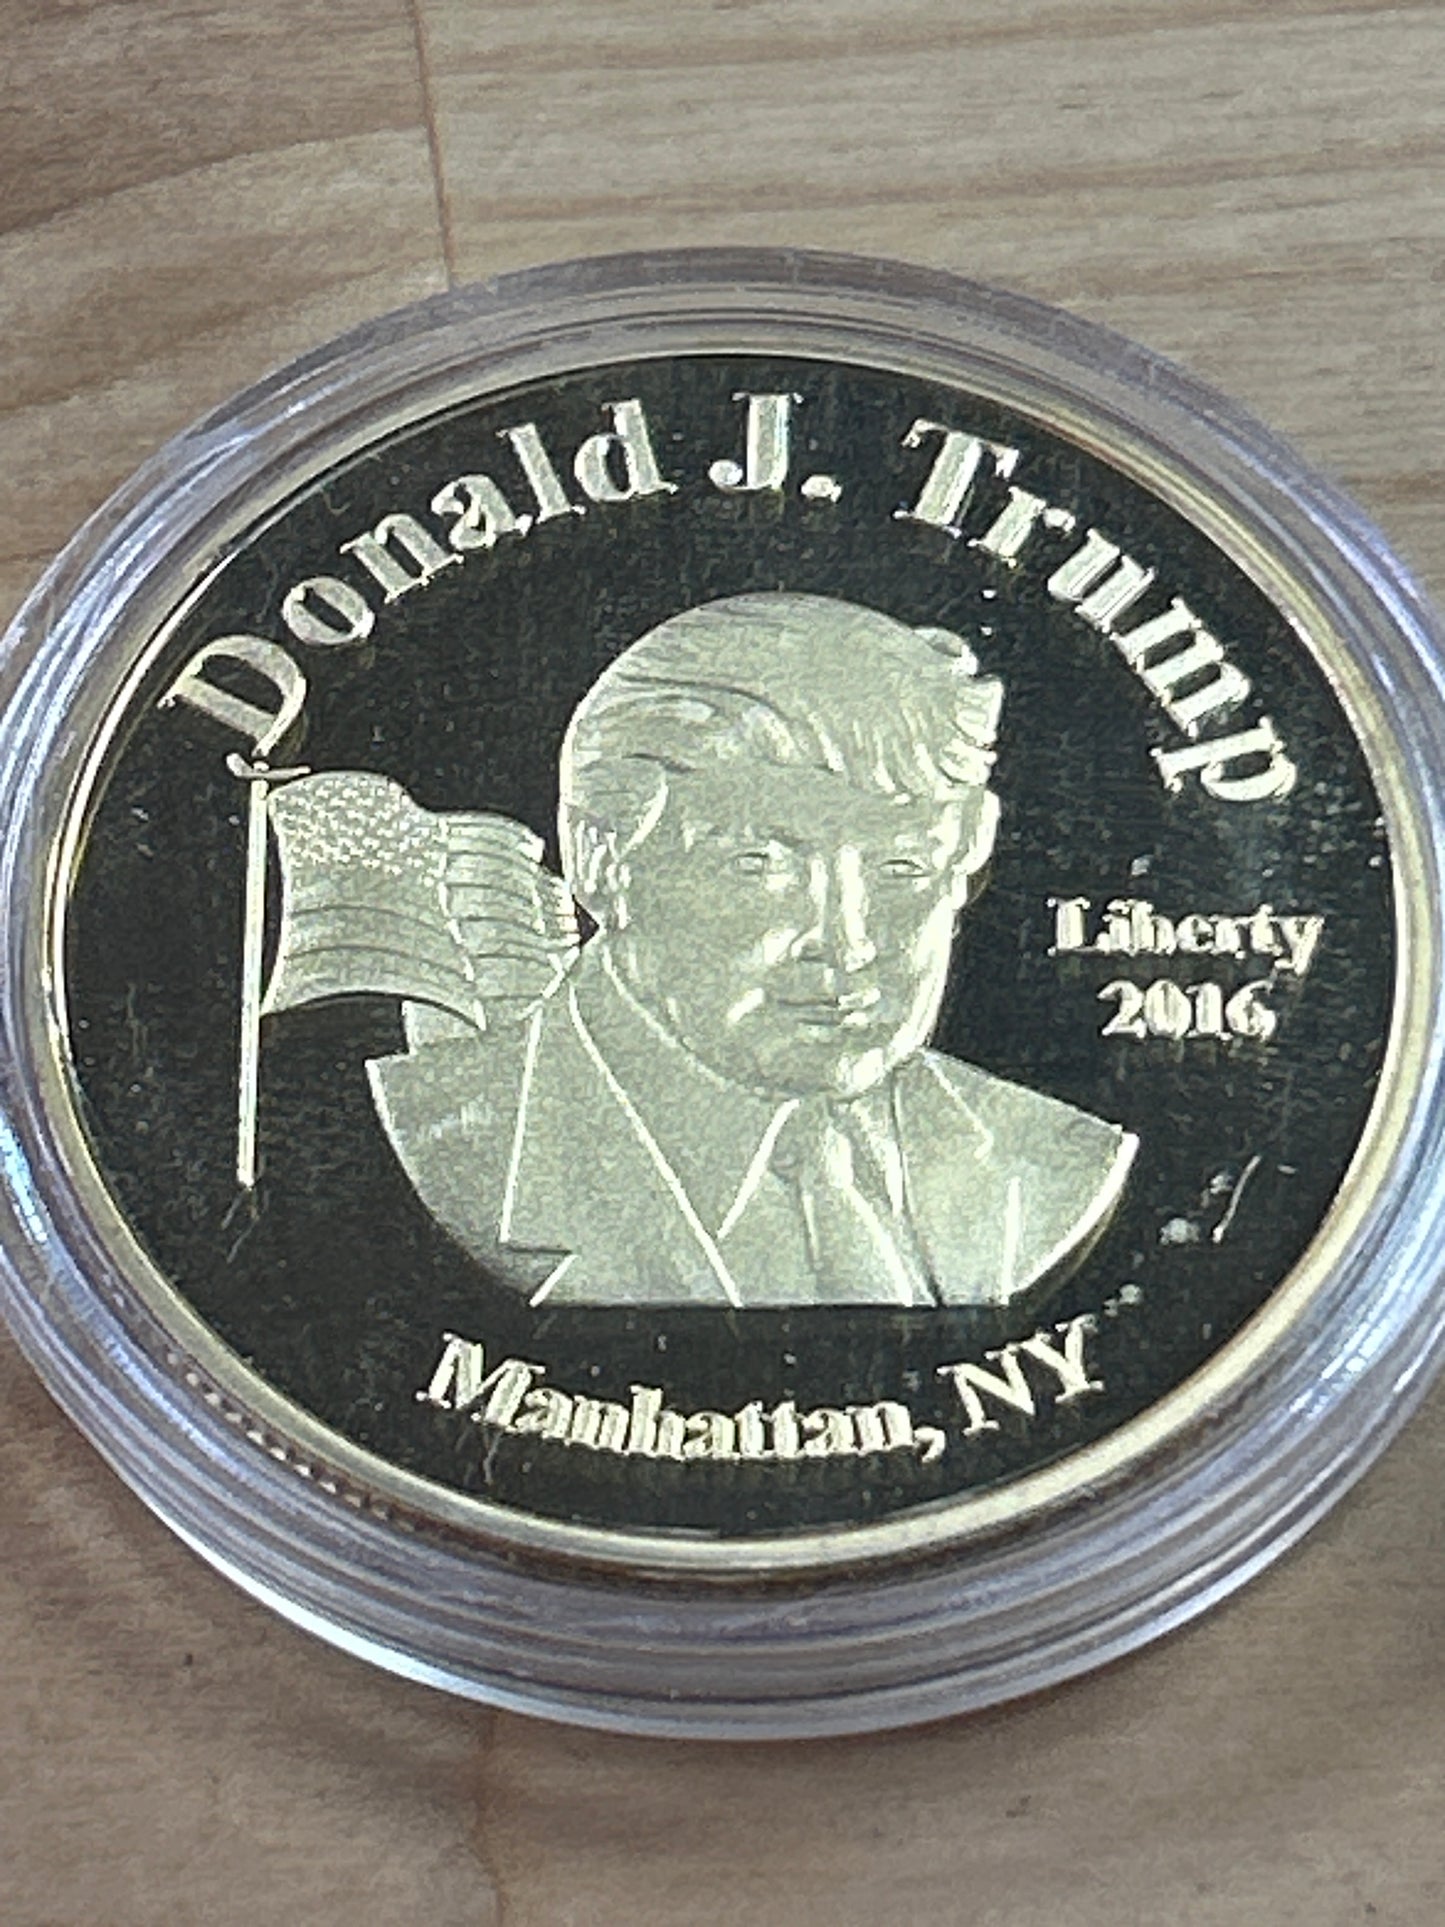 Donald J. Trump
Liberty
2016
Manhattan, NY